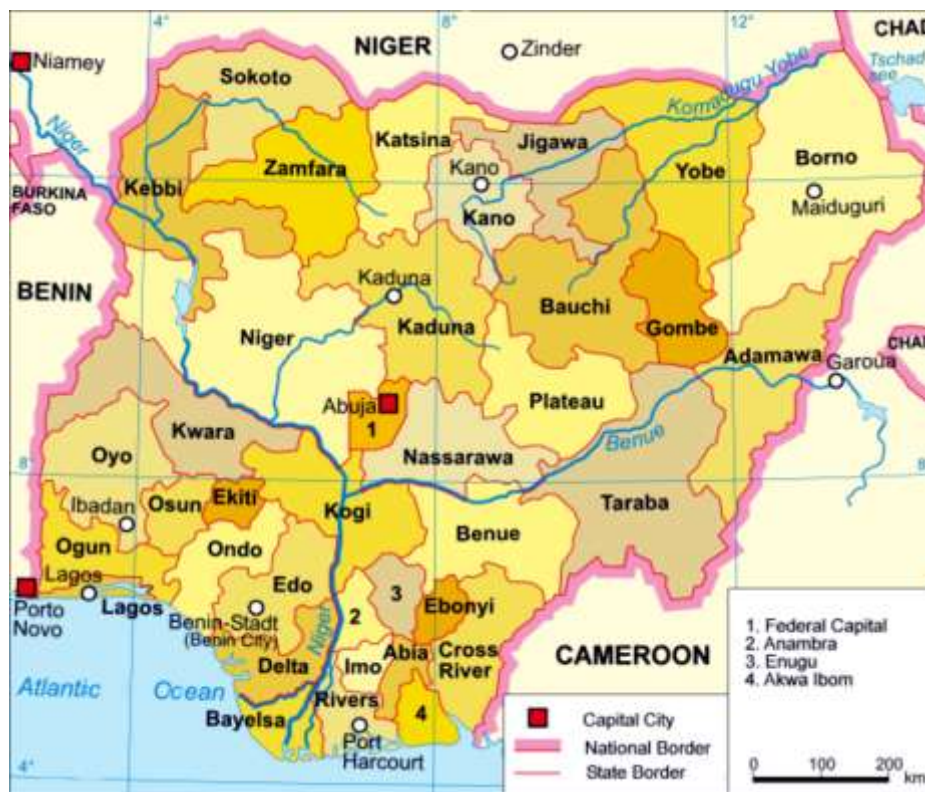 4°
8°
12°
CHAD
Niamey
NIGER
Zinder
Tschad-
see
Sokoto
Komadugu Yobe
Niger
Katsina
Jigawa
Kano
Zamfara
Yobe
Borno
Kebbi
BURKINA
FASO
Kano
Maiduguri
BENIN
Kaduna
Bauchi
Niger
Kaduna
Gombe
CHAD
Adamawa
Garoua
Abuja
1
Plateau
Kwara
Benue
Nassarawa
Oyo
8°
8°
Ekiti
Osun
Kogi
Taraba
Ibadan
Benue
Ogun
Ondo
Lagos
Edo
3
Ebonyi
Porto
Novo
Lagos
Benin-Stadt
(Benin City)
Niger
2
Abia
Cross
River
CAMEROON
Imo
Delta
Atlantic
Ocean
Rivers
4
Bayelsa
Port
Harcourt
4°
1. Federal Capital
2. Anambra
3. Enugu
4. Akwa Ibom
Capital City
National Border
State Border
0 100 200
km